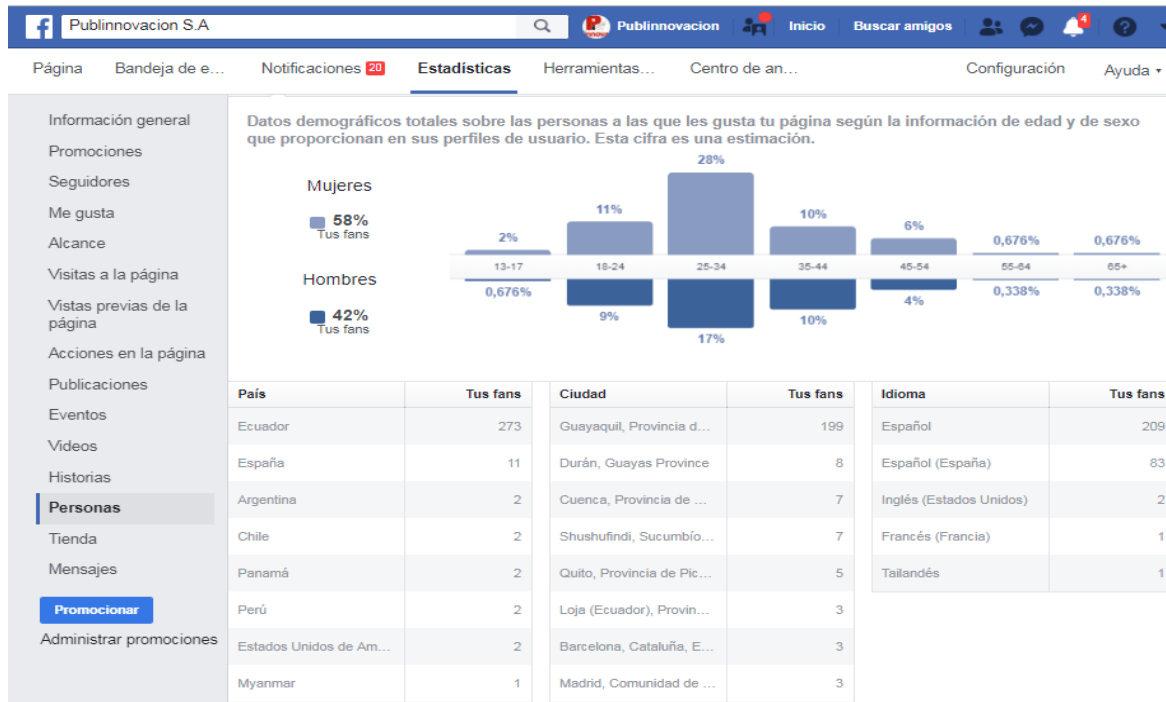 Publinnovacion S.A
Publinnovacion Inicio Buscar amigos 4
Página Bandeja de e... Notificaciones 20 Estadísticas Herramientas... Centro de an... Configuración Ayuda
Información general
Promociones
Seguidores
Me gusta
Alcance
Visitas a la página
Vistas previas de la
página
Acciones en la página
Publicaciones
Eventos
Videos
Historias
Personas
Tienda
Mensajes
Promocionar
Administrar promociones
Datos demográficos totales sobre las personas a las que les gusta tu página según la información de edad y de sexo
que proporcionan en sus perfiles de usuario. Esta cifra es una estimación.
Mujeres
58%
Tus fans
2% 11% 28% 10% 6% 0,676% 0,676%
13-17 18-24 25-34 35-44 45-54 55-64 65+
Hombres
42%
Tus fans
0,676% 9% 17% 10% 4% 0,338% 0,338%
País Tus fans
Ecuador 273
España 11
Argentina 2
Chile 2
Panamá 2
Perú 2
Estados Unidos de Am... 2
Myanmar 1
Ciudad Tus fans
Guayaquil, Provincia d... 199
Durán, Guayas Province 8
Cuenca, Provincia de ... 7
Shushufindi, Sucumbío... 7
Quito, Provincia de Pic... 5
Loja (Ecuador), Provin... 3
Barcelona, Cataluña, E... 3
Madrid, Comunidad de ... 3
Idioma Tus fans
Español 209
Español (España) 83
Inglés (Estados Unidos) 2
Francés (Francia) 1
Tailandés 1